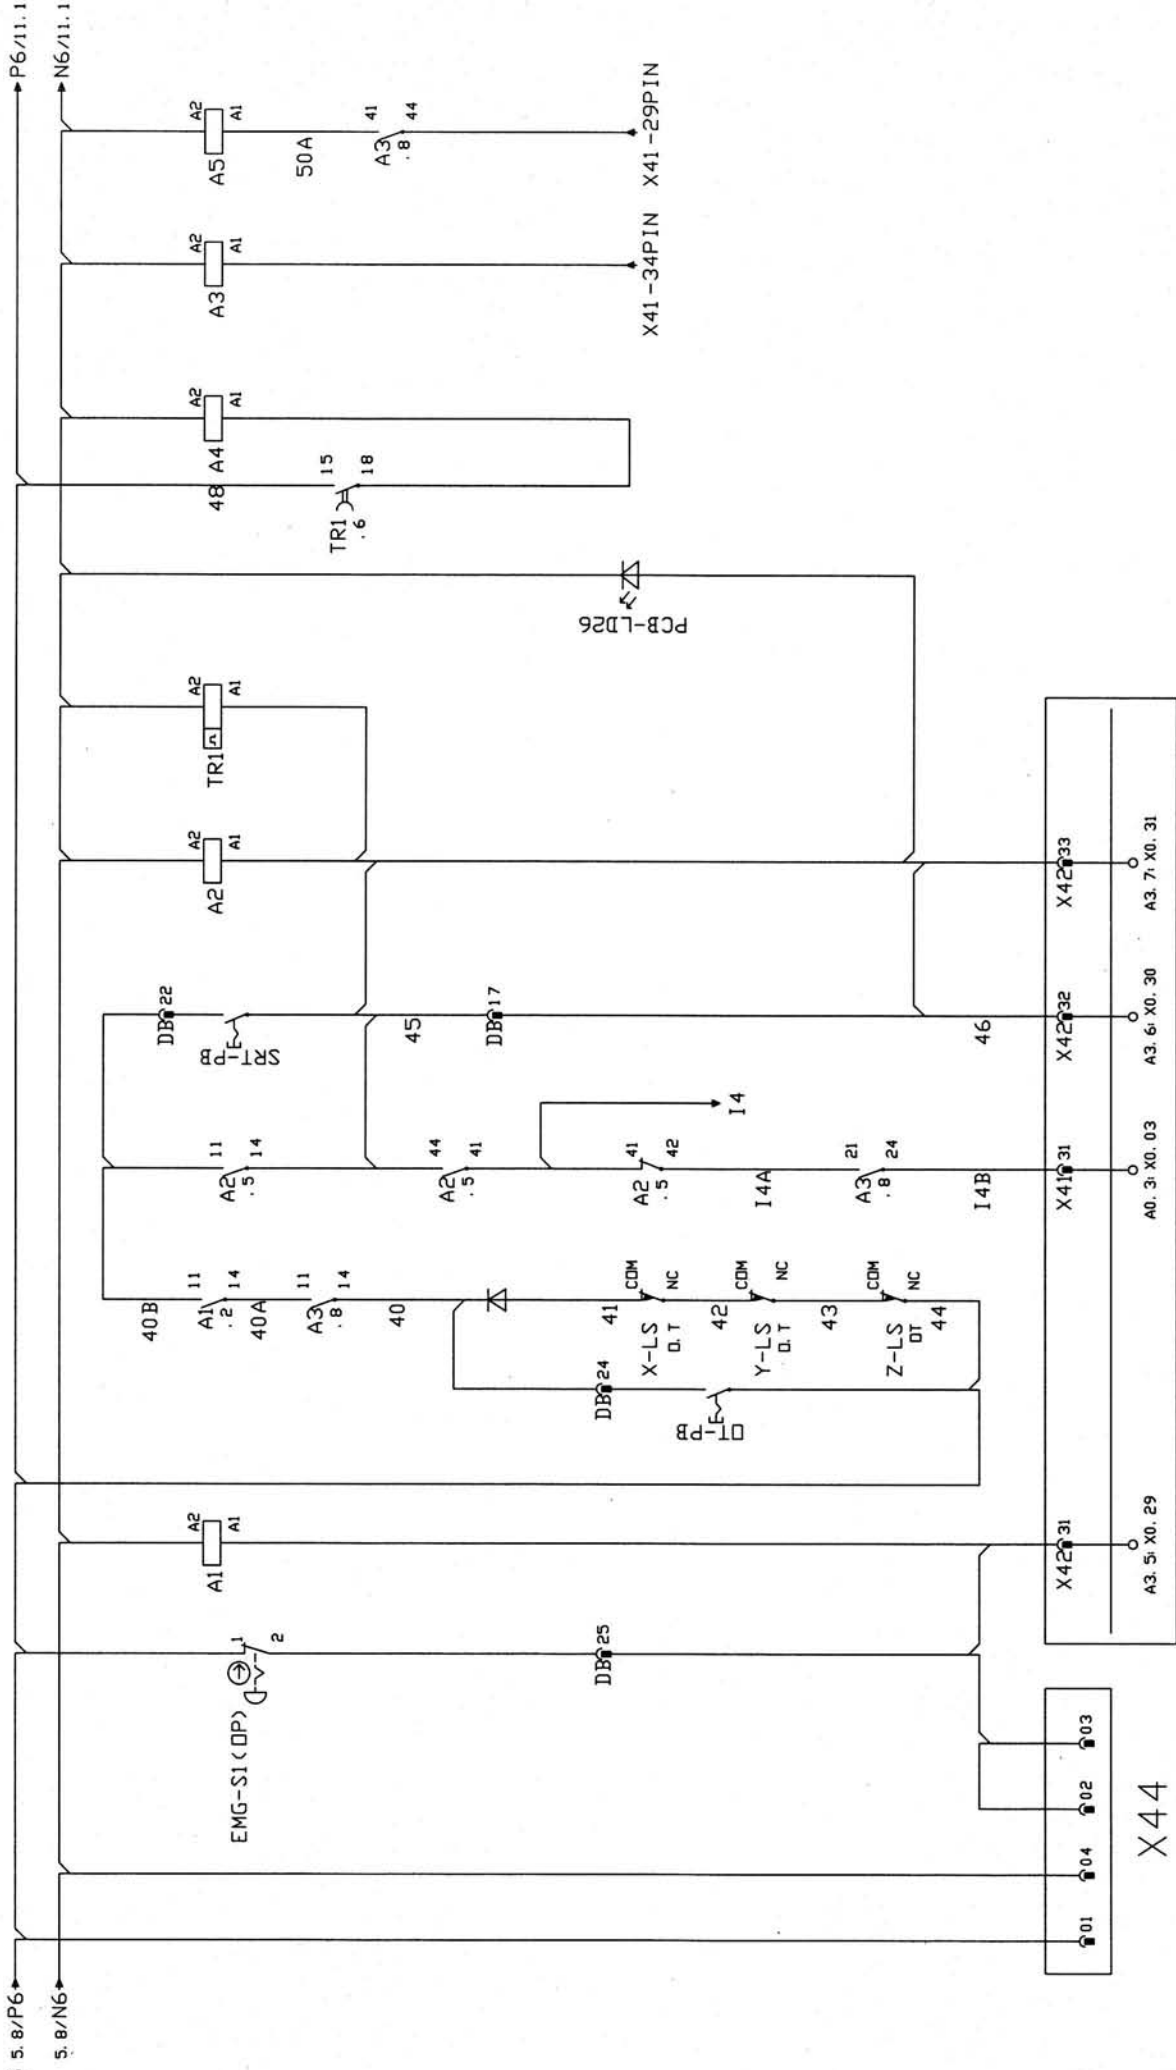 5. 8/P6
5. 8/N6
P6/11.1
N6/11.1
01
04
02
03
X44
EMG-S1(OP)
1
2
DB 25
A1
A2
A1
X42 31
A3. 5: X0. 29
OT-PB
DB 24
40B
A1
.2
11
14
40A
A3
.8
11
14
40
41
X-LS
O.T
COM
NC
42
Y-LS
O.T
COM
NC
43
Z-LS
OT
COM
NC
44
A2
.5
11
14
A2
.5
44
41
I4
A2
.5
41
42
I4A
A3
.8
21
24
I4B
X41 31
A0. 3: X0. 03
DB 22
SRT-PB
45
DB 17
46
X42 32
A3. 6: X0. 30
A2
A2
A1
X42 33
A3. 7: X0. 31
TR1
A2
A1
PCB-LD26
48
TR1
.6
15
18
A4
A2
A1
A3
A2
A1
X41-34PIN
A5
A2
A1
50A
A3
.8
41
44
X41-29PIN